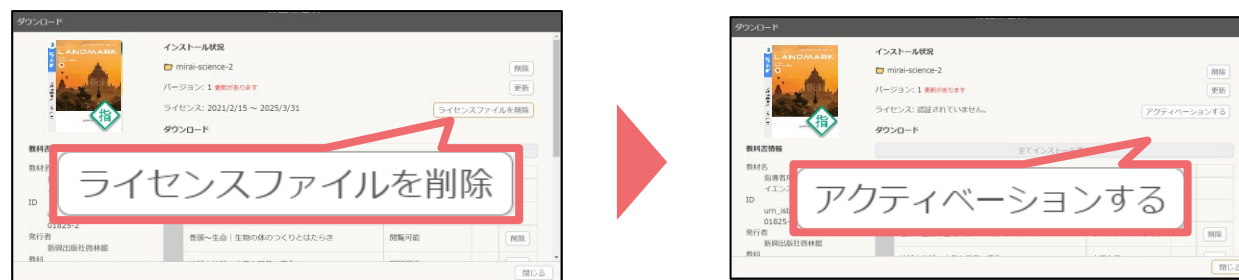 ダウンロード
LANDMARK
指
インストール状況
mirai-science-2
削除
バージョン: 1 更新があります
更新
ライセンス: 2021/2/15 ～ 2025/3/31
ライセンスファイルを削除
ダウンロード
ライセンスファイルを削除
ID
01825-2
発行者
新興出版社啓林館
教科
巻頭～生命｜生物の体のつくりとはたらき
閲覧可能
削除
閉じる
ダウンロード
LANDMARK
指
インストール状況
mirai-science-2
削除
バージョン: 1 更新があります
更新
ライセンス: 認証されていません。
アクティベーションする
ダウンロード
教科書情報
全てインストール
教材名
アクティベーションする
ID
urn_isb
01825-
発行者
新興出版社啓林館
削除
閉じる